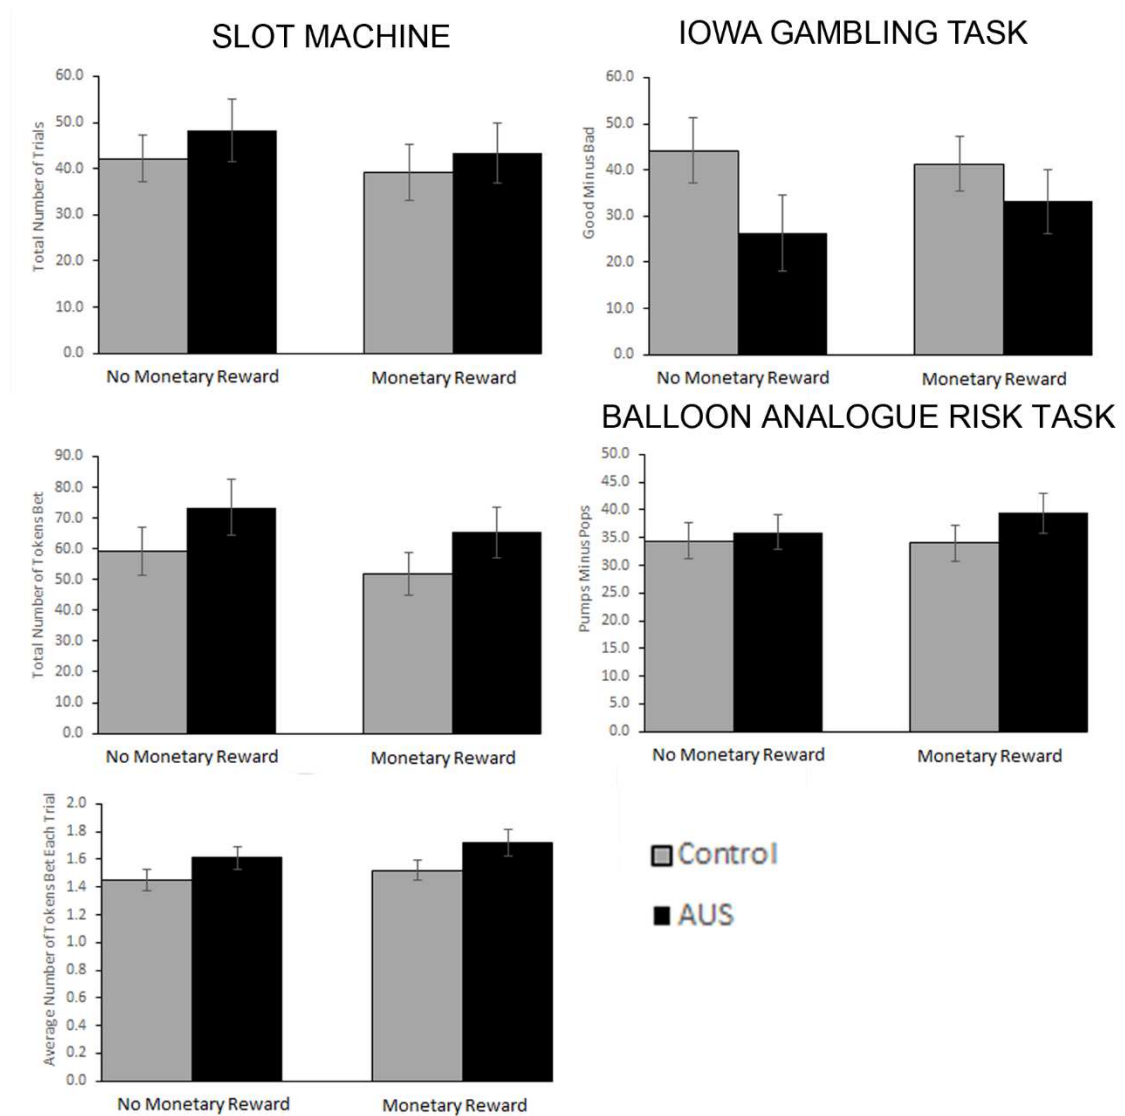 SLOT MACHINE
Total Number of Trials
60.0
50.0
40.0
30.0
20.0
10.0
0.0
No Monetary Reward
Monetary Reward
IOWA GAMBLING TASK
Good Minus Bad
60.0
50.0
40.0
30.0
20.0
10.0
0.0
No Monetary Reward
Monetary Reward
Total Number of Tokens Bet
90.0
80.0
70.0
60.0
50.0
40.0
30.0
20.0
10.0
0.0
No Monetary Reward
Monetary Reward
BALLOON ANALOGUE RISK TASK
Pumps Minus Pops
50.0
45.0
40.0
35.0
30.0
25.0
20.0
15.0
10.0
5.0
0.0
No Monetary Reward
Monetary Reward
Average Number of Tokens Bet Each Trial
2.0
1.8
1.6
1.4
1.2
1.0
0.8
0.6
0.4
0.2
0.0
No Monetary Reward
Monetary Reward
Control
AUS